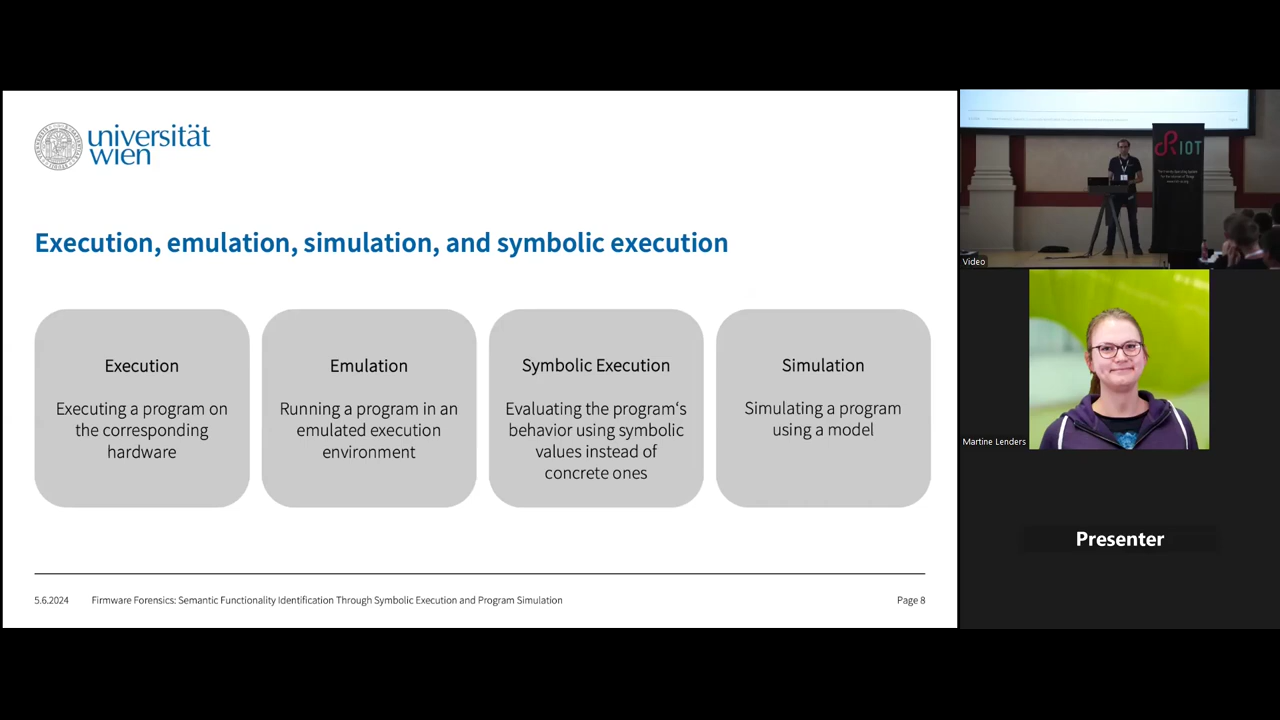 universität
wien
Execution, emulation, simulation, and symbolic execution
Execution
Executing a program on
the corresponding
hardware
Emulation
Running a program in an
emulated execution
environment
Symbolic Execution
Evaluating the program‘s
behavior using symbolic
values instead of
concrete ones
Simulation
Simulating a program
using a model
5.6.2024
Firmware Forensics: Semantic Functionality Identification Through Symbolic Execution and Program Simulation
Page 8
RIOT
Video
Martine Lenders
Presenter